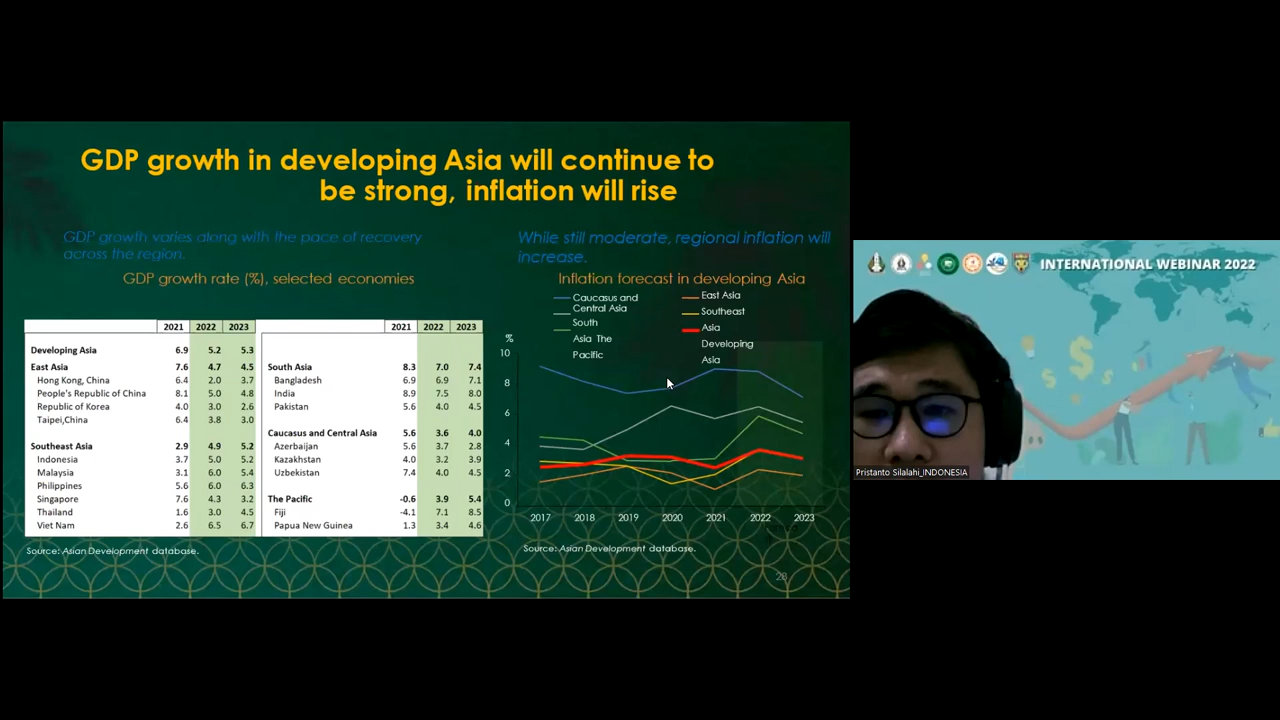 GDP growth in developing Asia will continue to
be strong, inflation will rise
GDP growth varies along with the pace of recovery
across the region.
GDP growth rate (%), selected economies
2021 2022 2023
Developing Asia 6.9 5.2 5.3
East Asia 7.6 4.7 4.5
Hong Kong, China 6.4 2.0 3.7
People's Republic of China 8.1 5.0 4.8
Republic of Korea 4.0 3.0 2.6
Taipei,China 6.4 3.8 3.0
Southeast Asia 2.9 4.9 5.2
Indonesia 3.7 5.0 5.2
Malaysia 3.1 6.0 5.4
Philippines 5.6 6.0 6.3
Singapore 7.6 4.3 3.2
Thailand 1.6 3.0 4.5
Viet Nam 2.6 6.5 6.7
2021 2022 2023
South Asia 8.3 7.0 7.4
Bangladesh 6.9 6.9 7.1
India 8.9 7.5 8.0
Pakistan 5.6 4.0 4.5
Caucasus and Central Asia 5.6 3.6 4.0
Azerbaijan 5.6 3.7 2.8
Kazakhstan 4.0 3.2 3.9
Uzbekistan 7.4 4.0 4.5
The Pacific -0.6 3.9 5.4
Fiji -4.1 7.1 8.5
Papua New Guinea 1.3 3.4 4.6
Source: Asian Development database.
While still moderate, regional inflation will
increase.
Inflation forecast in developing Asia
Caucasus and
Central Asia
South
Asia The
Pacific
East Asia
Southeast
Asia
Developing
Asia
%
10
8
6
4
2
0
2017 2018 2019 2020 2021 2022 2023
Source: Asian Development database.
28
INTERNATIONAL WEBINAR 2022
Pristanto Silalahi_INDONESIA